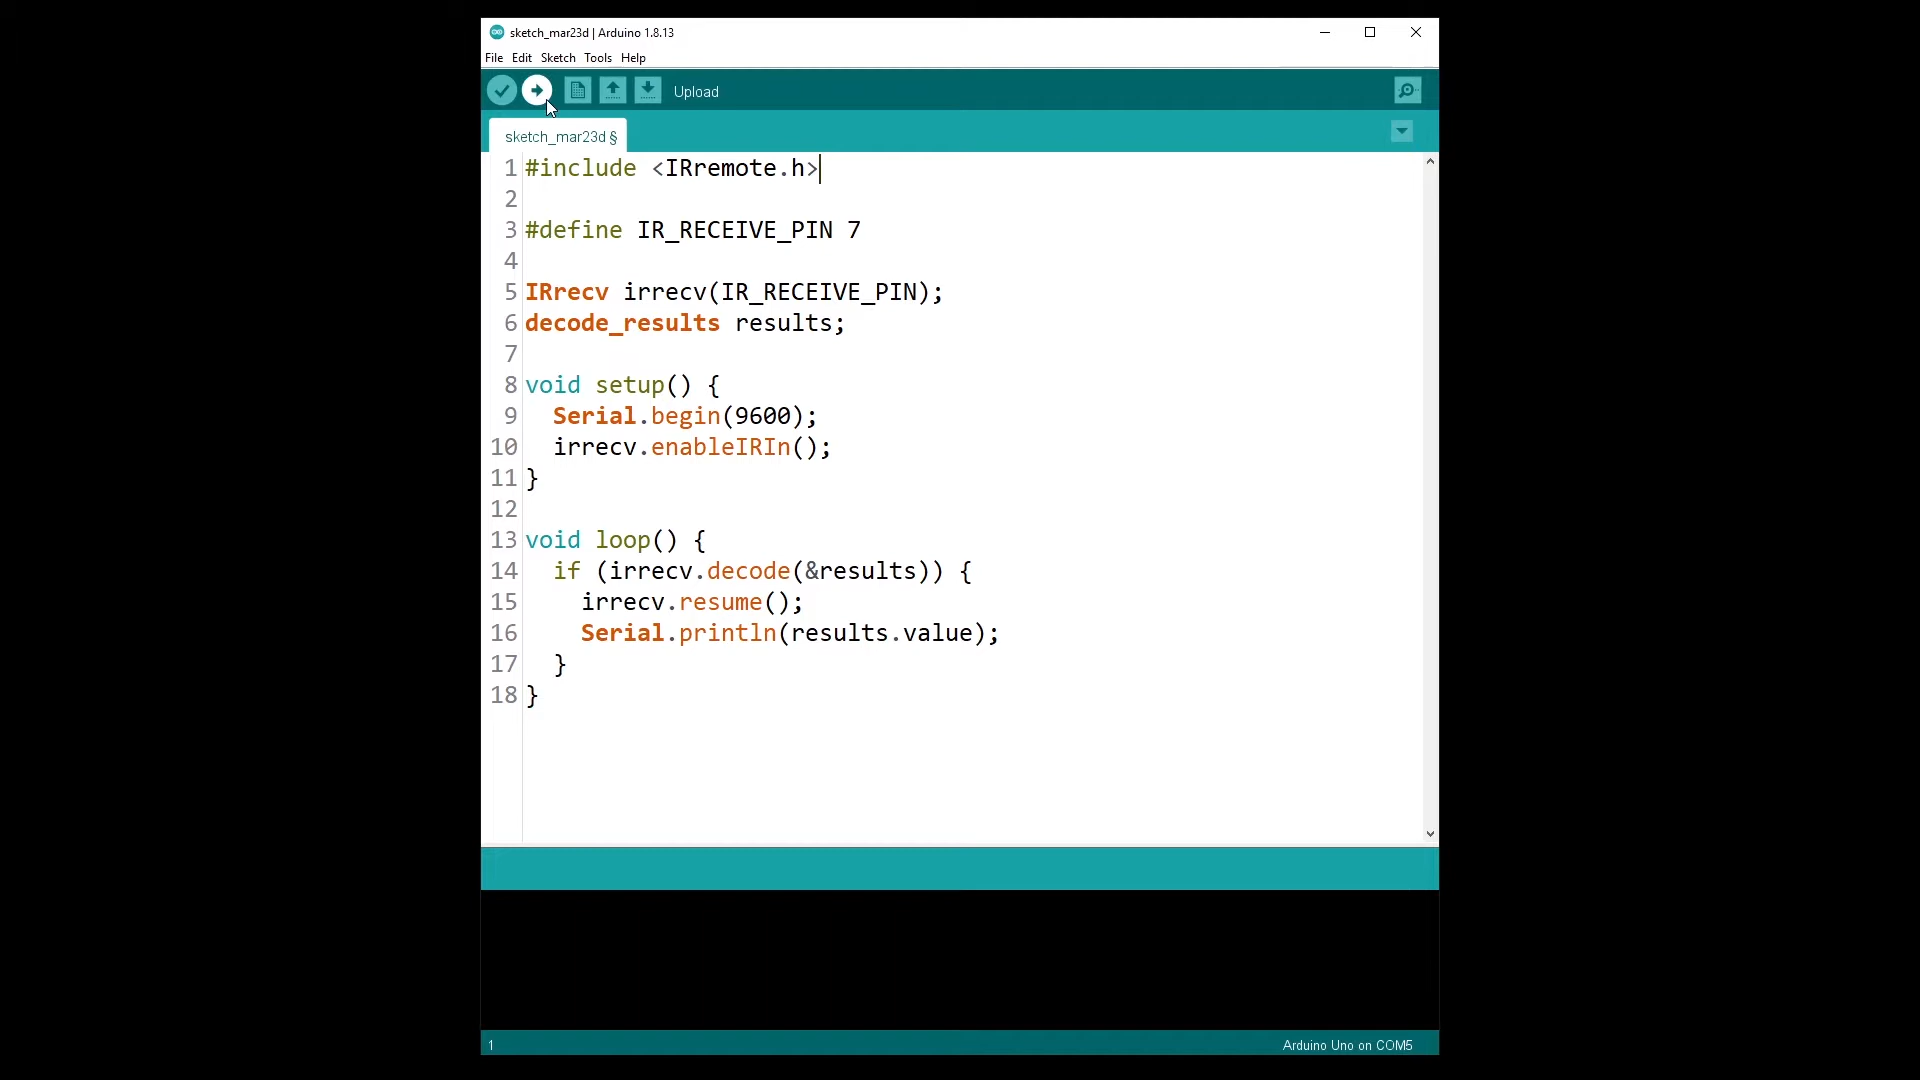 sketch_mar23d | Arduino 1.8.13
File Edit Sketch Tools Help
Upload
sketch_mar23d §
1 #include <IRremote.h>
2
3 #define IR_RECEIVE_PIN 7
4
5 IRrecv irrecv(IR_RECEIVE_PIN);
6 decode_results results;
7
8 void setup() {
9   Serial.begin(9600);
10   irrecv.enableIRIn();
11 }
12
13 void loop() {
14   if (irrecv.decode(&results)) {
15     irrecv.resume();
16     Serial.println(results.value);
17   }
18 }
1 Arduino Uno on COM5